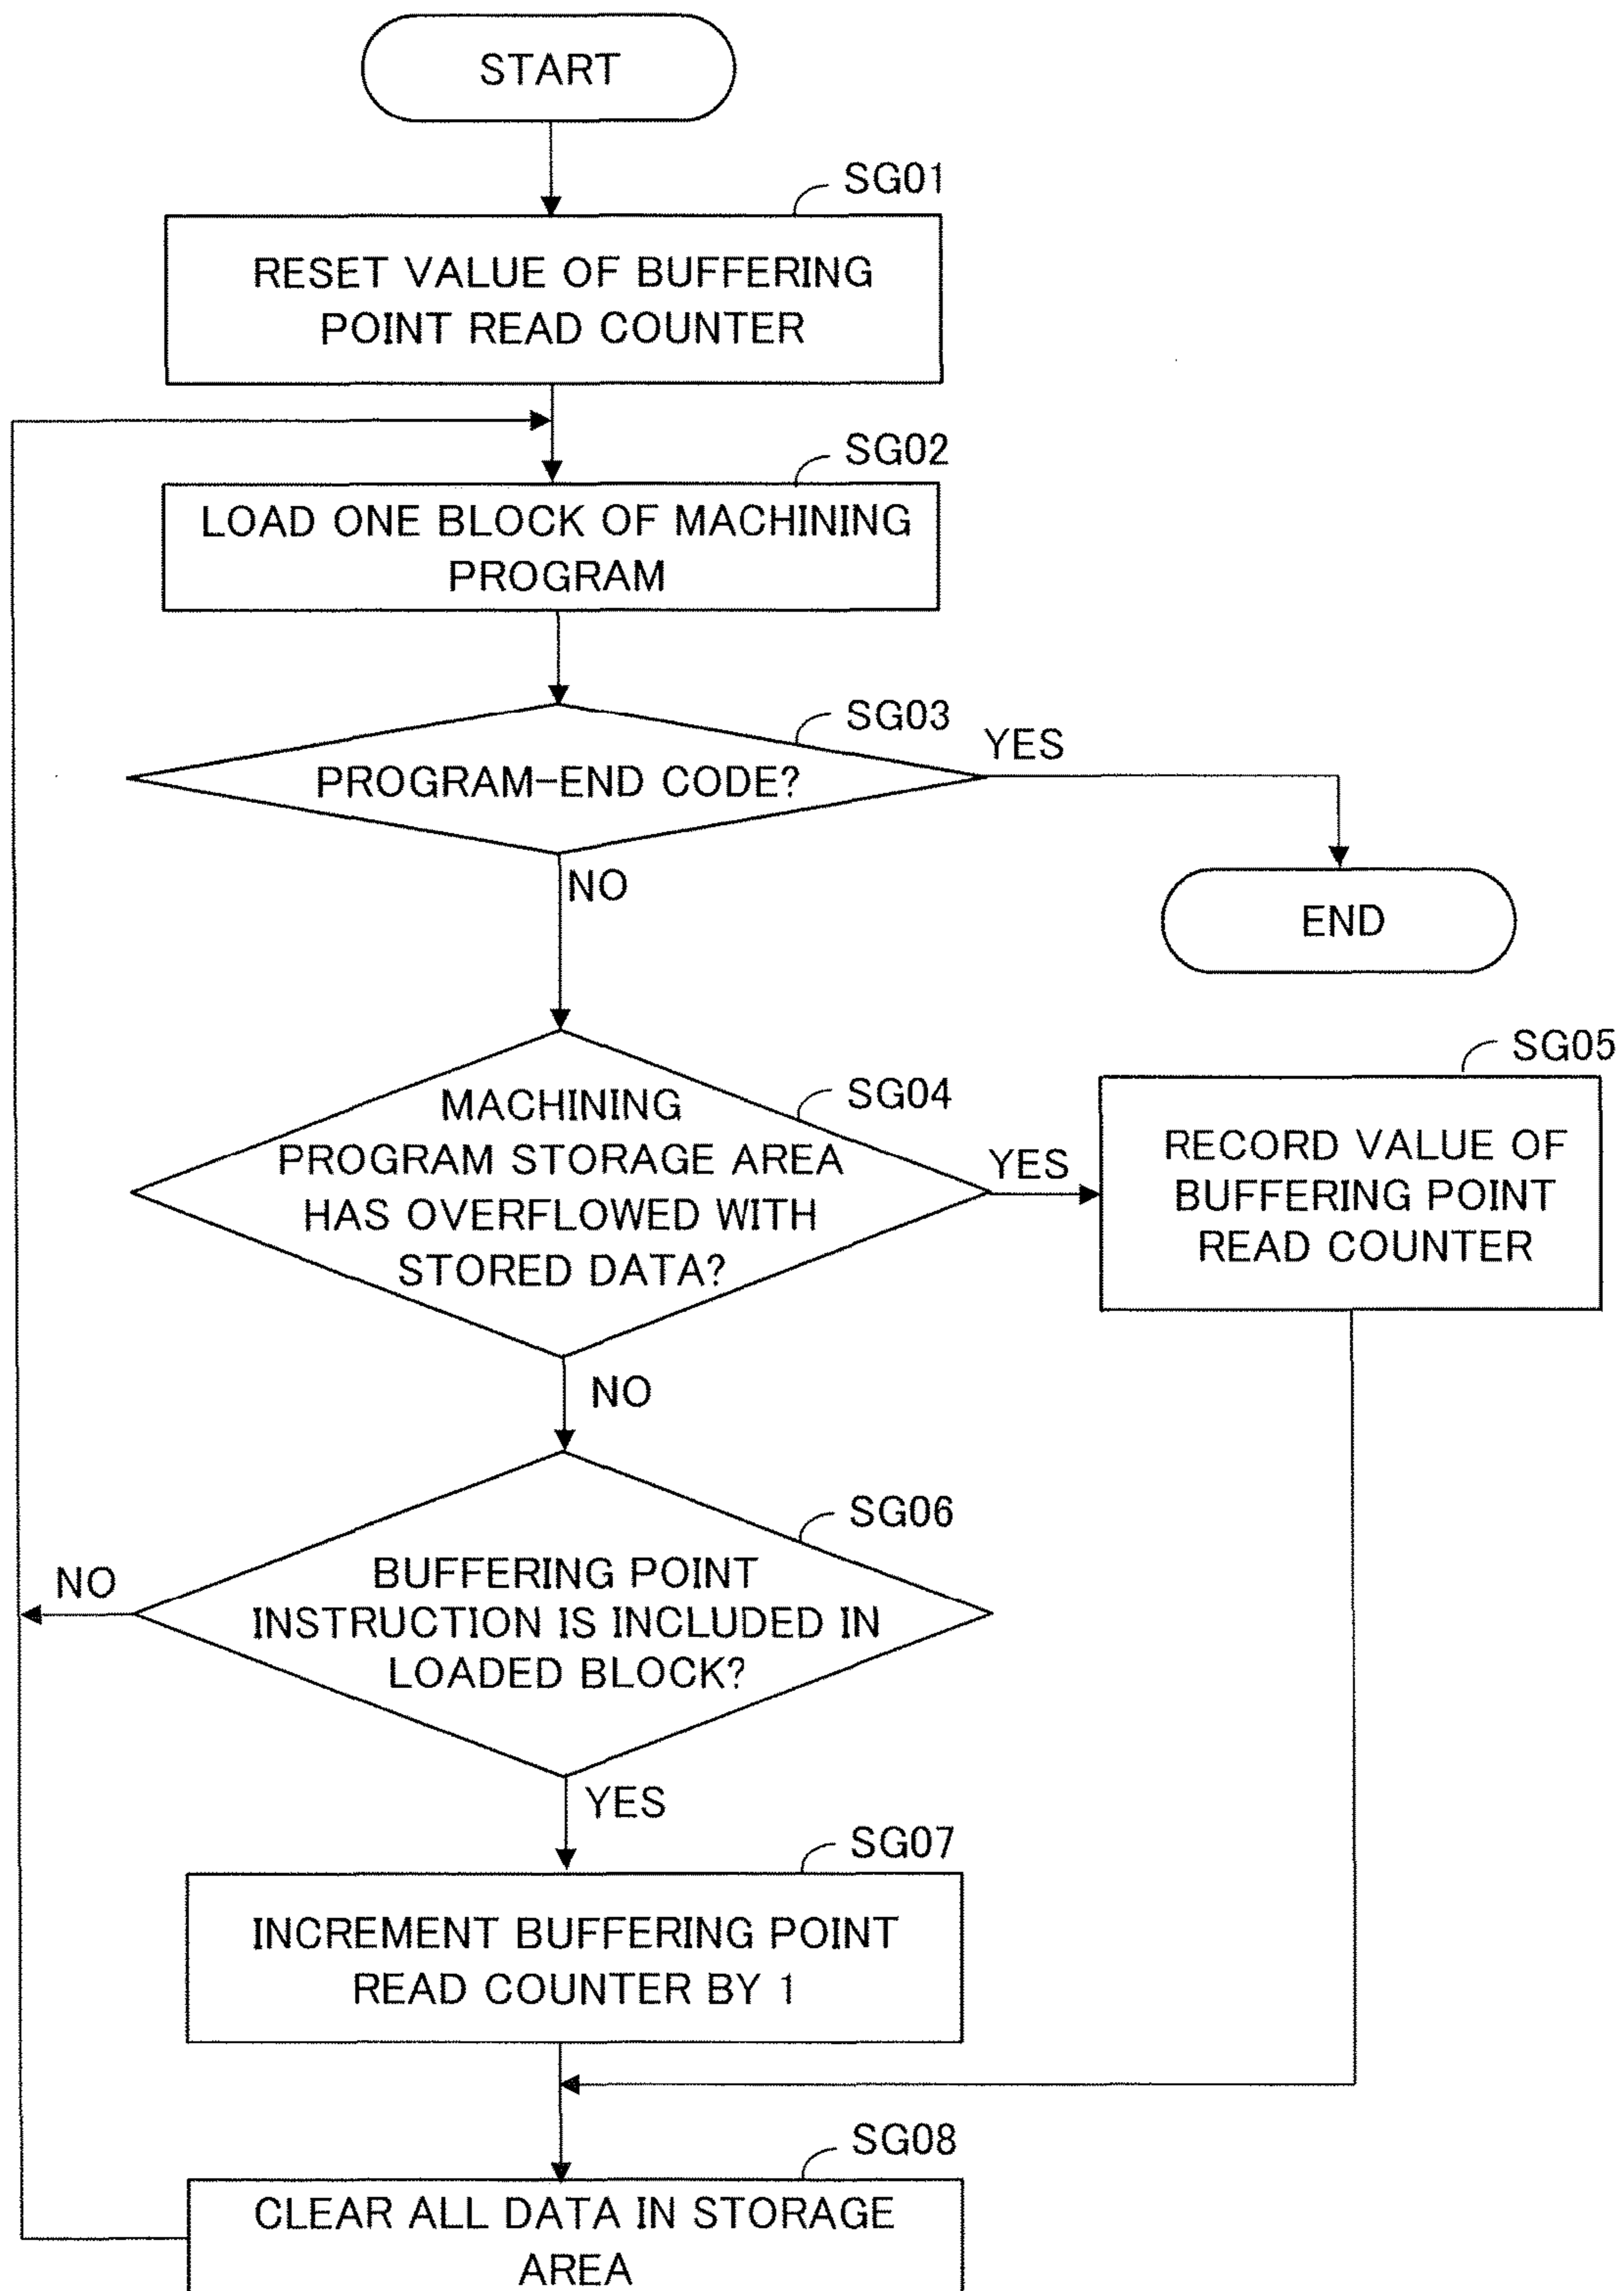 START
SG01
RESET VALUE OF BUFFERING
POINT READ COUNTER
SG02
LOAD ONE BLOCK OF MACHINING
PROGRAM
SG03
PROGRAM-END CODE?
YES
NO
END
SG04
MACHINING
PROGRAM STORAGE AREA
HAS OVERFLOWED WITH
STORED DATA?
YES
SG05
RECORD VALUE OF
BUFFERING POINT
READ COUNTER
NO
SG06
BUFFERING POINT
INSTRUCTION IS INCLUDED IN
LOADED BLOCK?
NO
YES
SG07
INCREMENT BUFFERING POINT
READ COUNTER BY 1
SG08
CLEAR ALL DATA IN STORAGE
AREA